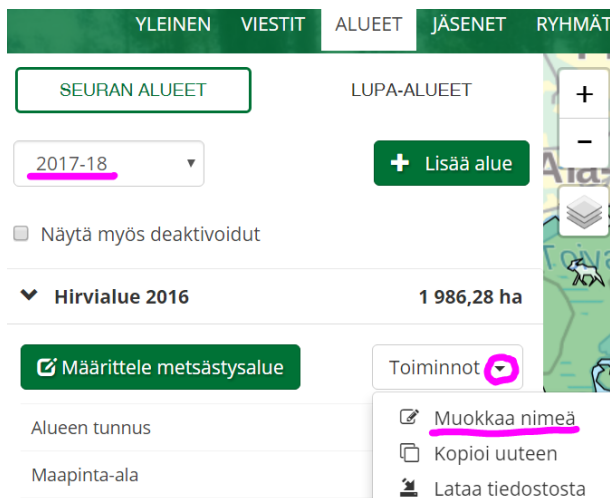 YLEINEN VIESTIT ALUEET JÄSENET RYHMÄT
SEURAN ALUEET LUPA-ALUEET
+
2017-18 + Lisää alue
−
Näytä myös deaktivoidut
Hirvialue 2016 1 986,28 ha
Määrittele metsästysalue Toiminnot
Alueen tunnus
Muokkaa nimeä
Kopioi uuteen
Maapinta-ala
Lataa tiedostosta